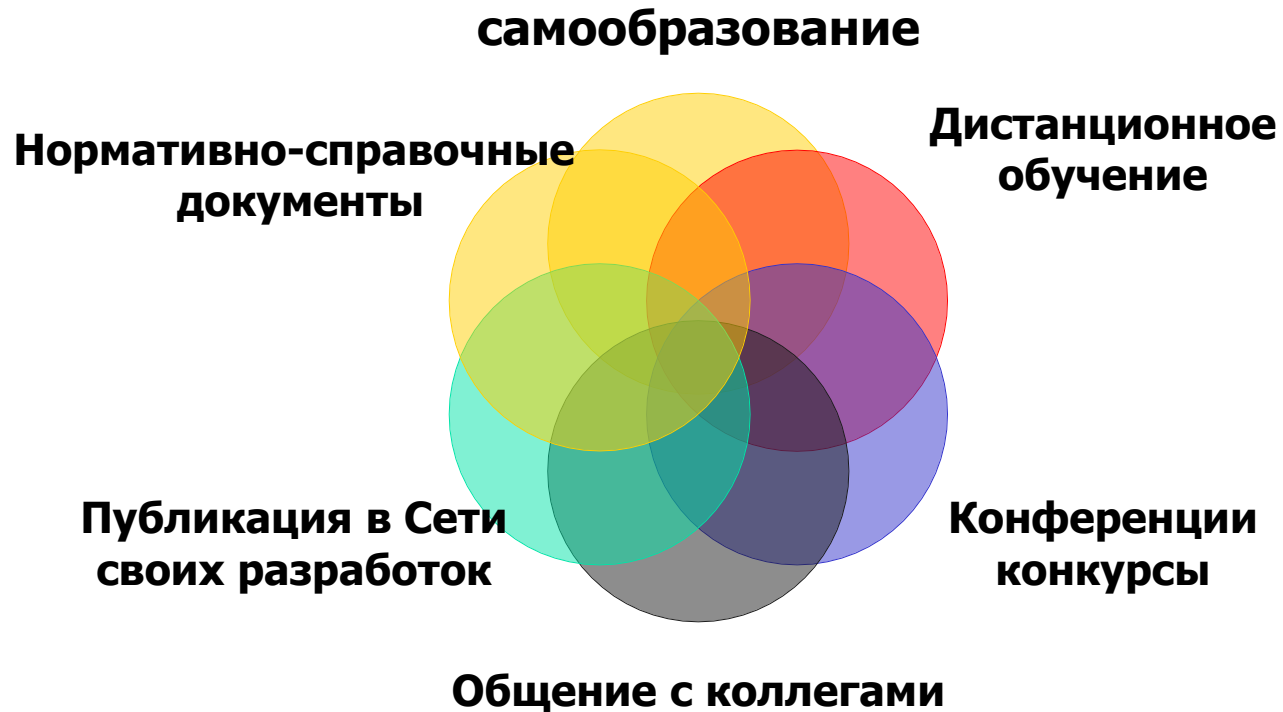 самообразование
Нормативно-справочные
документы
Дистанционное
обучение
Публикация в Сети
своих разработок
Конференции
конкурсы
Общение с коллегами